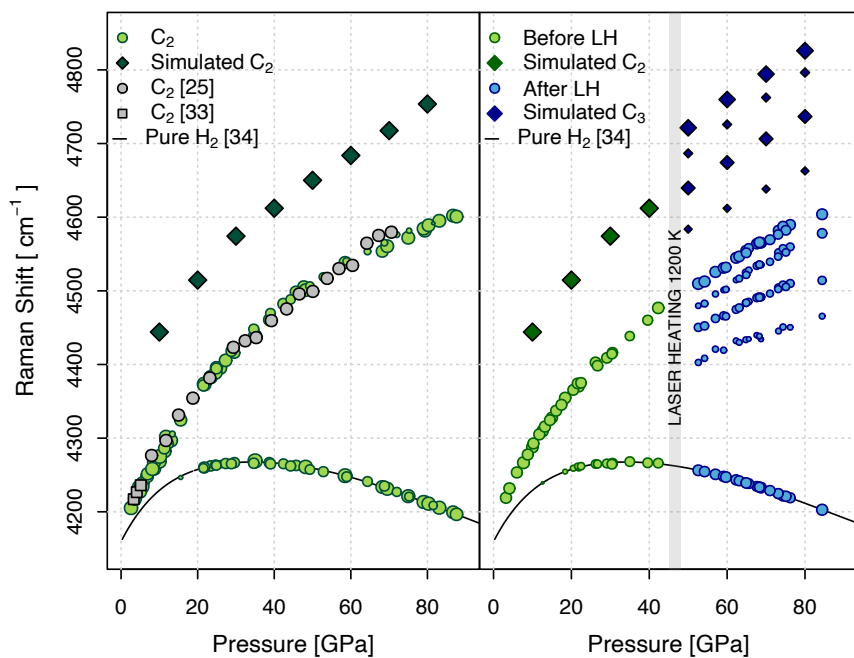 C2
Simulated C2
C2 [25]
C2 [33]
Pure H2 [34]
Before LH
Simulated C2
After LH
Simulated C3
Pure H2 [34]
LASER HEATING 1200 K
Raman Shift [ cm−1 ]
4800
4700
4600
4500
4400
4300
4200
0 20 40 60 80
0 20 40 60 80
Pressure [GPa]
Pressure [GPa]